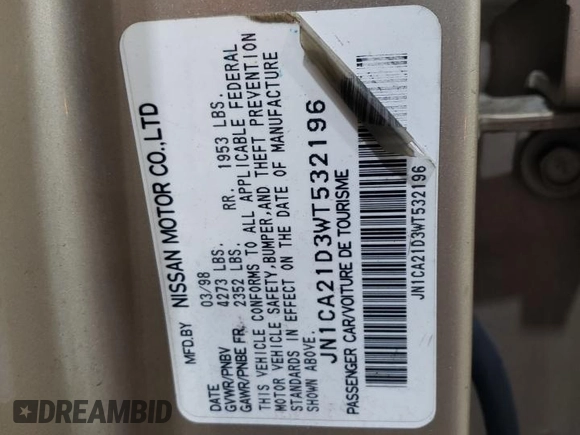 MFD.BY NISSAN MOTOR CO.,LTD
DATE 03/98
GVWR/PNBV 4273 LBS.
GAWR/PNBE FR. 2352 LBS. RR. 1953 LBS.
THIS VEHICLE CONFORMS TO ALL APPLICABLE FEDERAL
MOTOR VEHICLE SAFETY,BUMPER,AND THEFT PREVENTION
STANDARDS IN EFFECT ON THE DATE OF MANUFACTURE
SHOWN ABOVE.
JN1CA21D3WT532196
PASSENGER CAR/VOITURE DE TOURISME
JN1CA21D3WT532196
DREAMBID